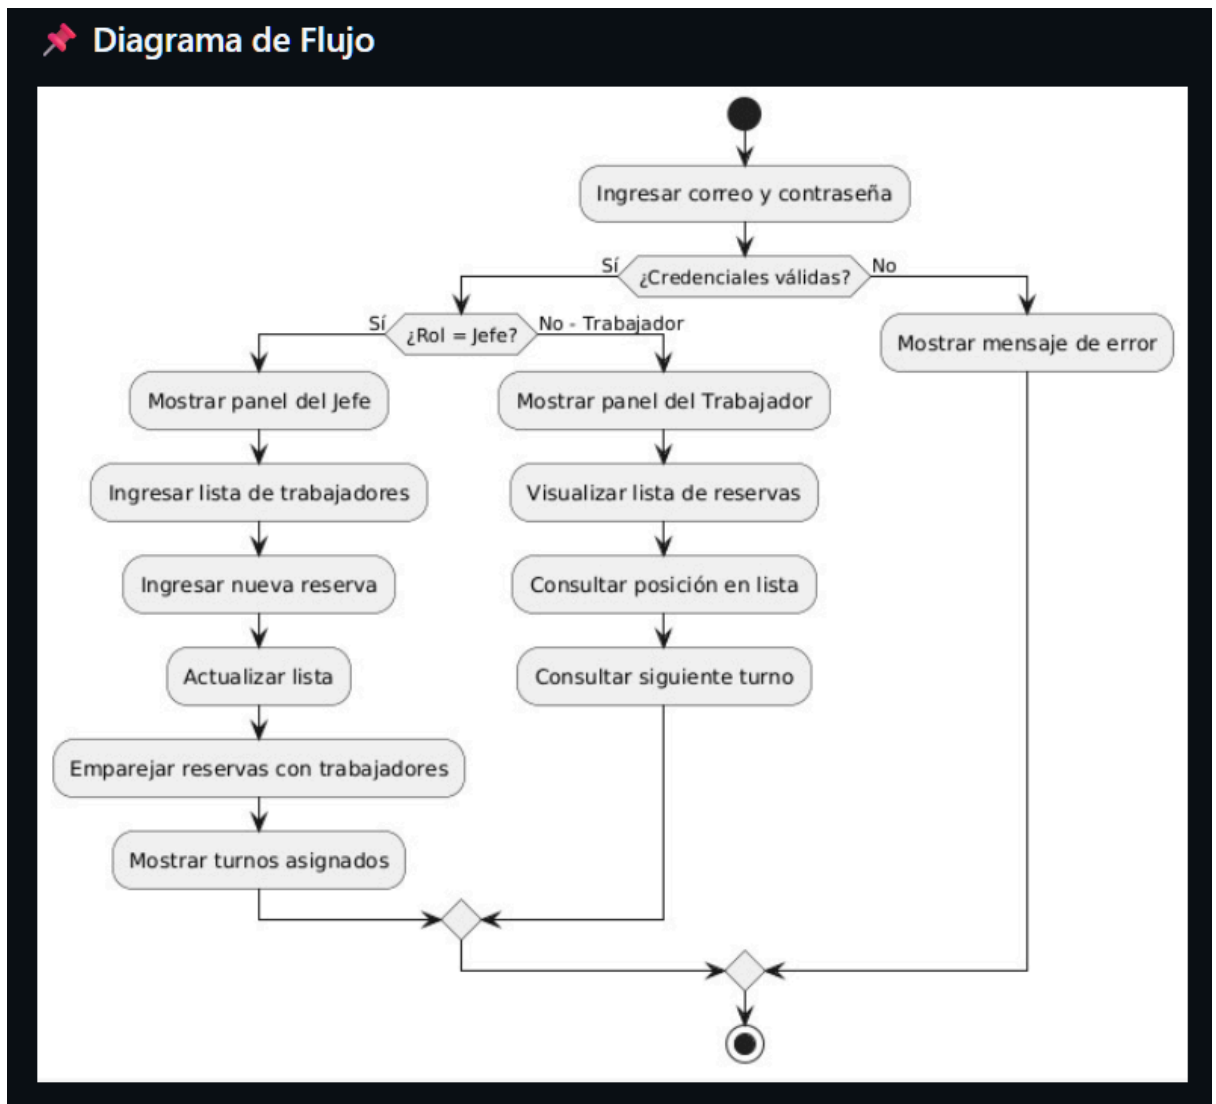 Diagrama de Flujo
Ingresar correo y contraseña
¿Credenciales válidas?
Sí
No
¿Rol = Jefe?
Sí
No - Trabajador
Mostrar panel del Jefe
Ingresar lista de trabajadores
Ingresar nueva reserva
Actualizar lista
Emparejar reservas con trabajadores
Mostrar turnos asignados
Mostrar panel del Trabajador
Visualizar lista de reservas
Consultar posición en lista
Consultar siguiente turno
Mostrar mensaje de error